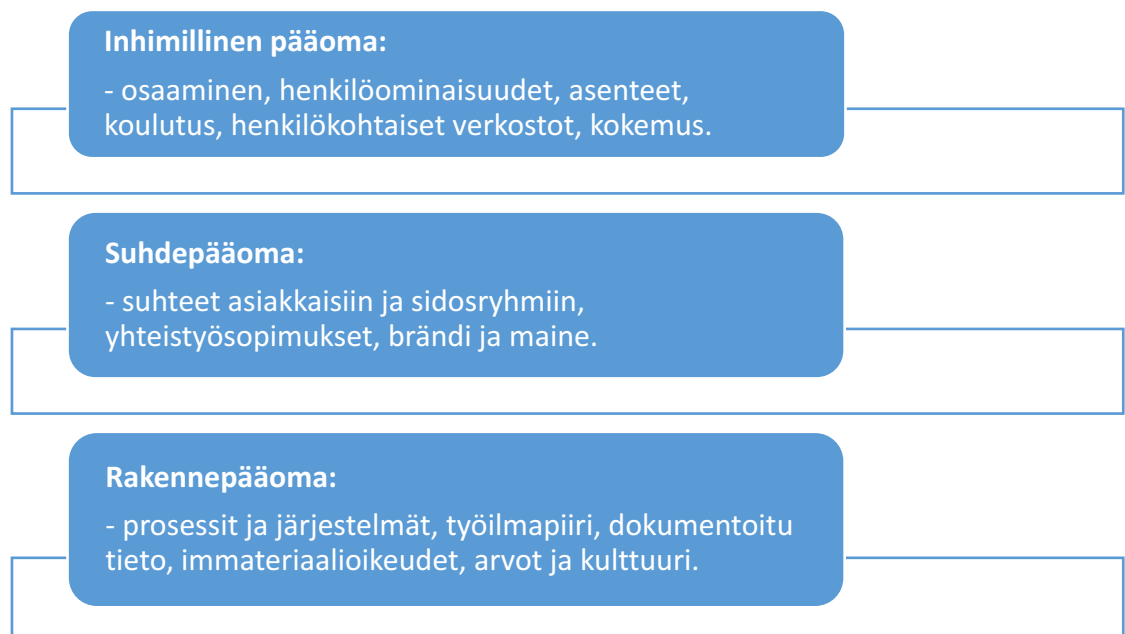 Inhimillinen pääoma:
- osaaminen, henkilöominaisuudet, asenteet,
koulutus, henkilökohtaiset verkostot, kokemus.
Suhdepääoma:
- suhteet asiakkaisiin ja sidosryhmiin,
yhteistyösopimukset, brändi ja maine.
Rakennepääoma:
- prosessit ja järjestelmät, työilmapiiri, dokumentoitu
tieto, immateriaalioikeudet, arvot ja kulttuuri.